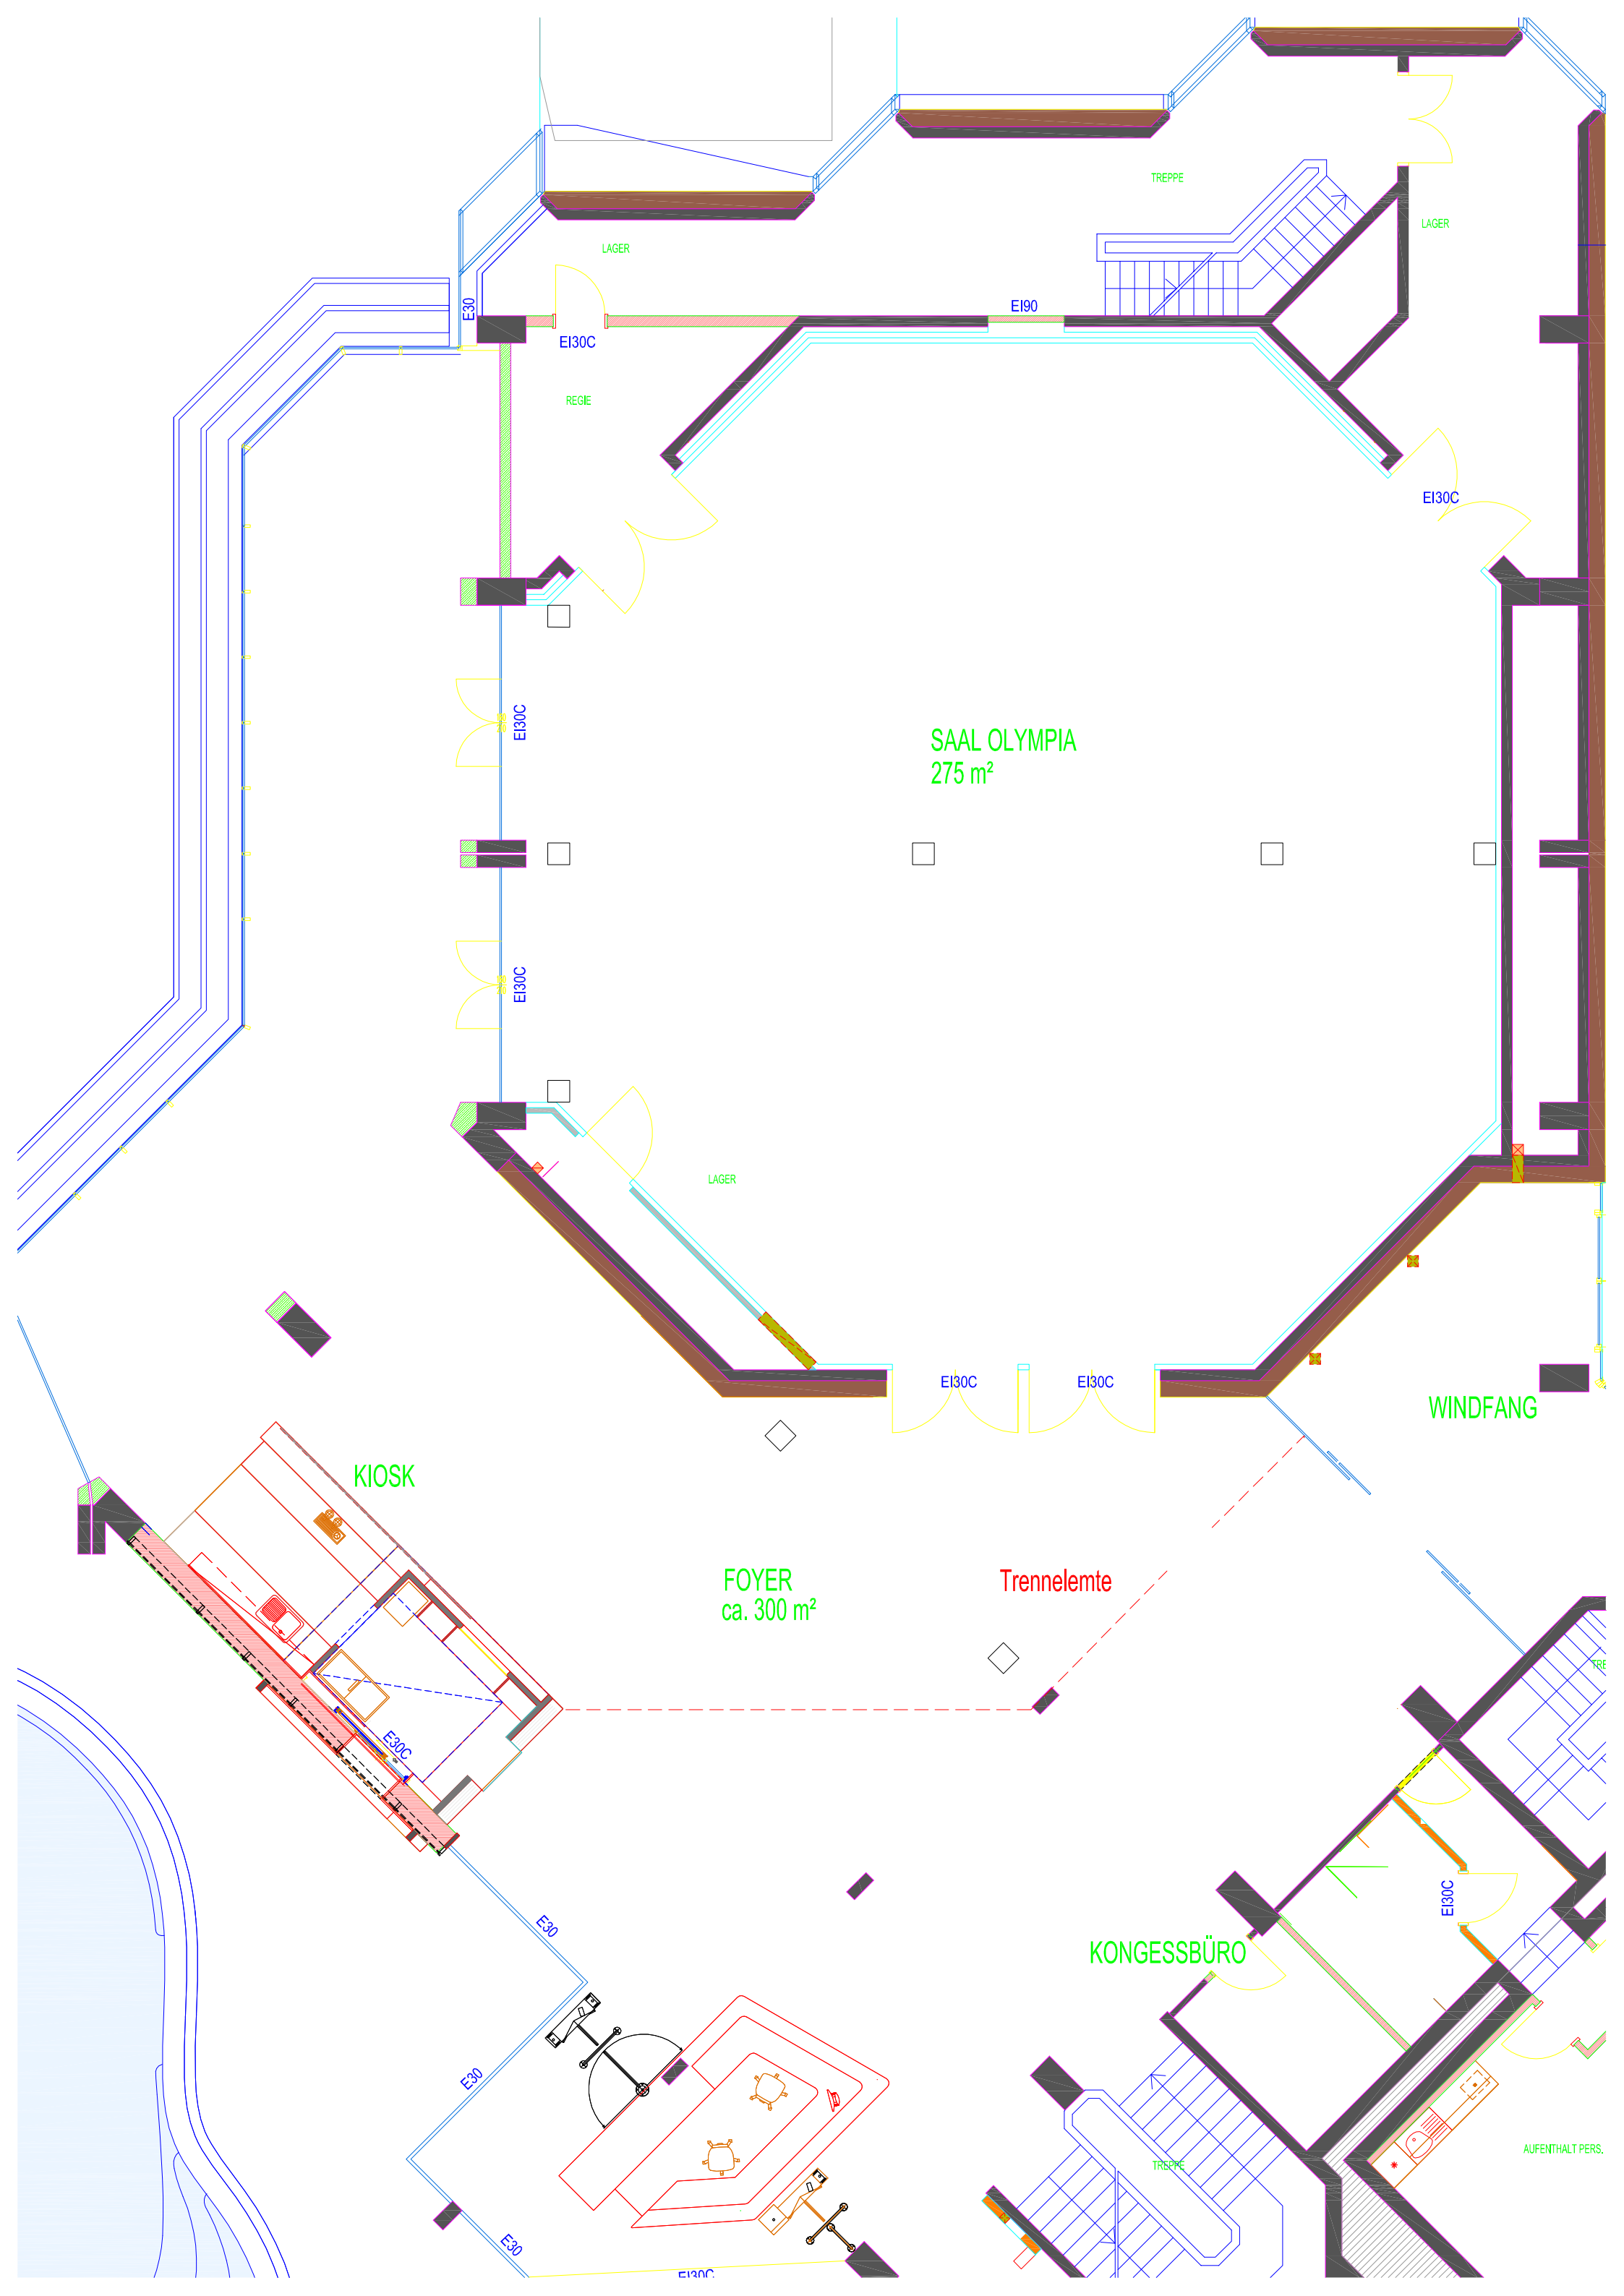 TREPPE
LAGER
LAGER
E30
EI90
EI30C
REGIE
EI30C
EI30C
SAAL OLYMPIA
275 m²
EI30C
LAGER
EI30C
EI30C
WINDFANG
KIOSK
FOYER
ca. 300 m²
Trennelemte
TRE
E30C
EI30C
E30
KONGESSBÜRO
E30
AUFENTHALT PERS.
TREPPE
E30
EI30C